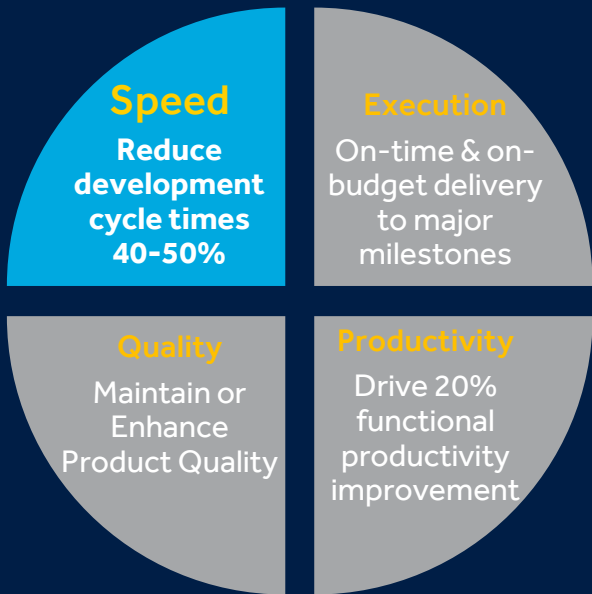 Speed
Reduce
development
cycle times
40-50%
Execution
On-time & on-
budget delivery
to major
milestones
Quality
Maintain or
Enhance
Product Quality
Productivity
Drive 20%
functional
productivity
improvement